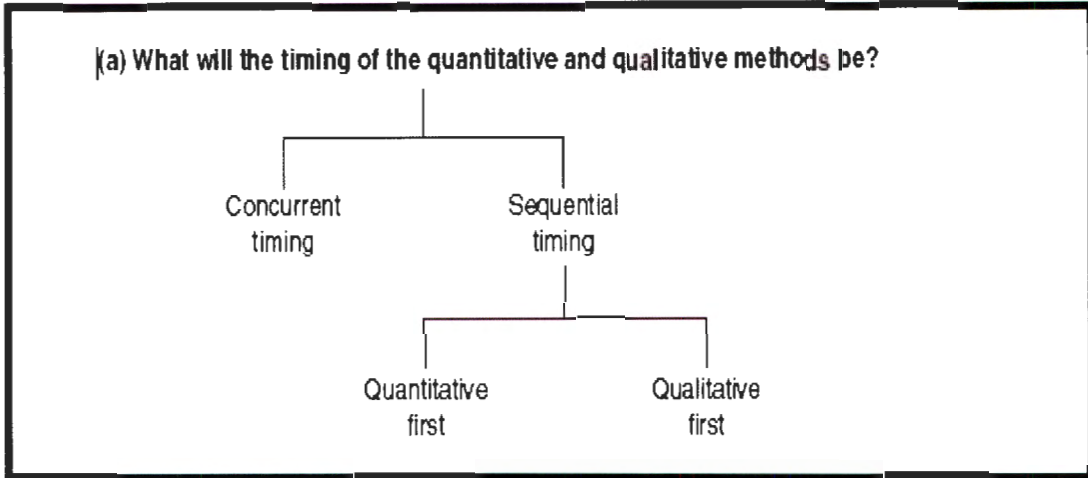 (a) What will the timing of the quantitative and qualitative methods be?
Concurrent
timing
Sequential
timing
Quantitative
first
Qualitative
first